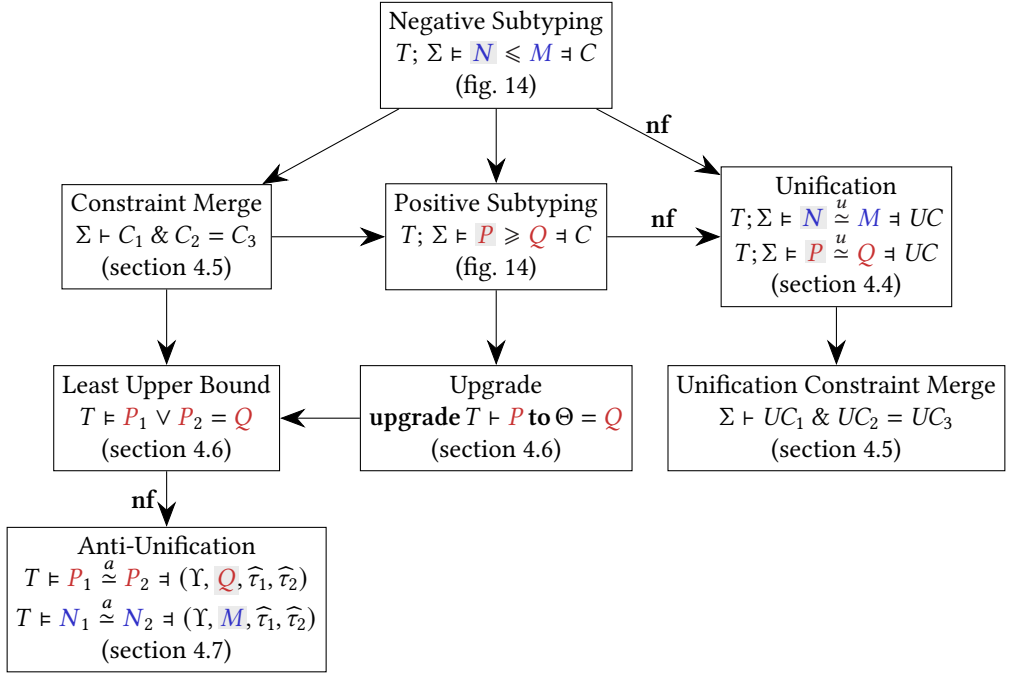 Negative Subtyping
T; Σ ⊨ N ⩽ M ⫤ C
(fig. 14)
nf
Constraint Merge
Σ ⊢ C₁ & C₂ = C₃
(section 4.5)
Positive Subtyping
T; Σ ⊨ P ⩾ Q ⫤ C
(fig. 14)
nf
Unification
T;Σ ⊨ N ≃ᵘ M ⫤ UC
T;Σ ⊨ P ≃ᵘ Q ⫤ UC
(section 4.4)
Least Upper Bound
T ⊨ P₁ ∨ P₂ = Q
(section 4.6)
Upgrade
upgrade T ⊢ P to Θ = Q
(section 4.6)
Unification Constraint Merge
Σ ⊢ UC₁ & UC₂ = UC₃
(section 4.5)
nf
Anti-Unification
T ⊨ P₁ ≃ᵃ P₂ ⫤ (Υ, Q, τ̂₁, τ̂₂)
T ⊨ N₁ ≃ᵃ N₂ ⫤ (Υ, M, τ̂₁, τ̂₂)
(section 4.7)